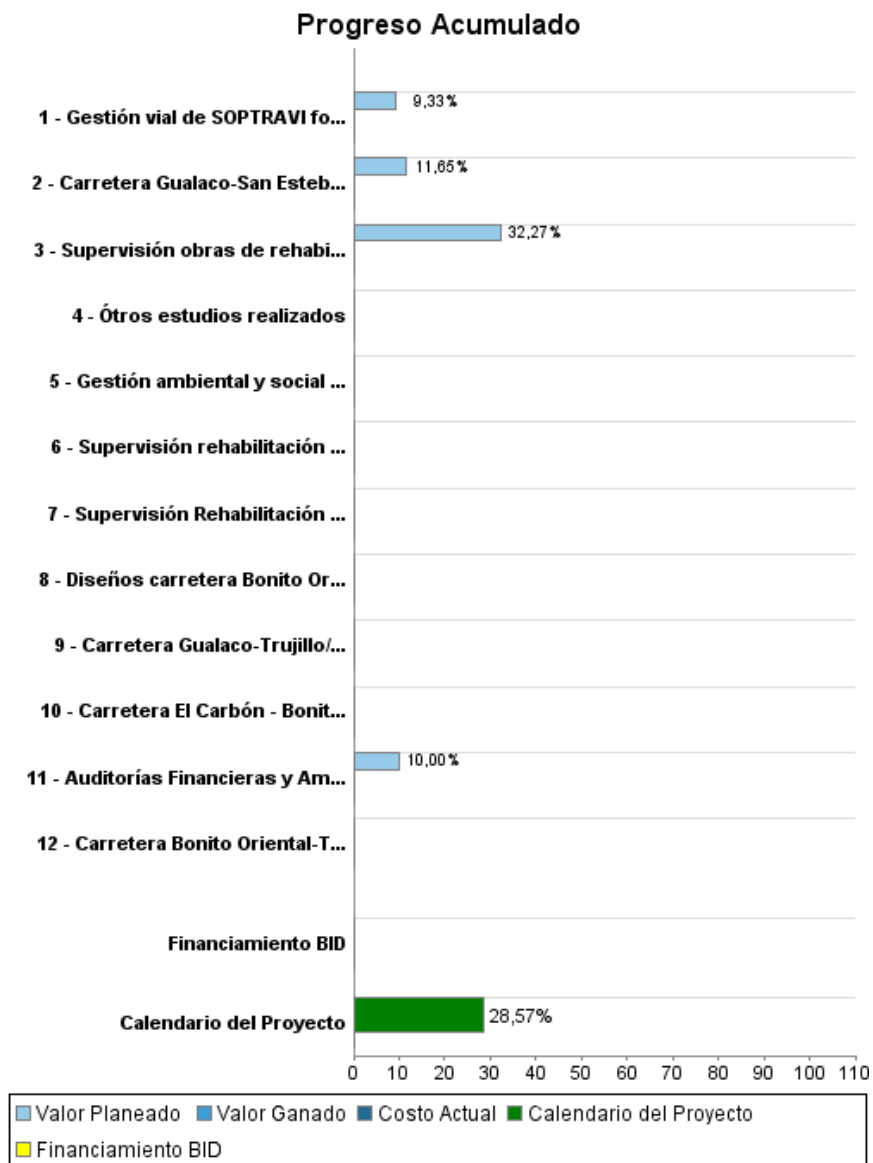 Progreso Acumulado
1 - Gestión vial de SOPTRAVI fo... 9,33%
2 - Carretera Gualaco-San Esteb... 11,65%
3 - Supervisión obras de rehabi... 32,27%
4 - Ótros estudios realizados
5 - Gestión ambiental y social ...
6 - Supervisión rehabilitación ...
7 - Supervisión Rehabilitación ...
8 - Diseños carretera Bonito Or...
9 - Carretera Gualaco-Trujillo/...
10 - Carretera El Carbón - Bonit...
11 - Auditorías Financieras y Am... 10,00%
12 - Carretera Bonito Oriental-T...
Financiamiento BID
Calendario del Proyecto 28,57%
0 10 20 30 40 50 60 70 80 90 100 110
Valor Planeado Valor Ganado Costo Actual Calendario del Proyecto
Financiamiento BID